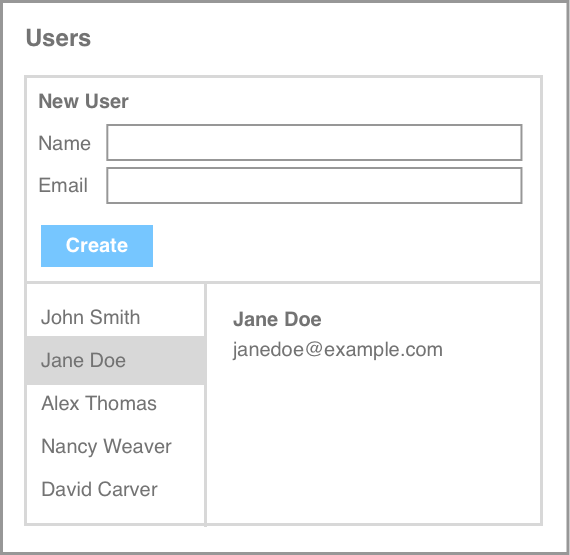 Users
New User
Name
Email
Create
John Smith
Jane Doe
Alex Thomas
Nancy Weaver
David Carver
Jane Doe
janedoe@example.com